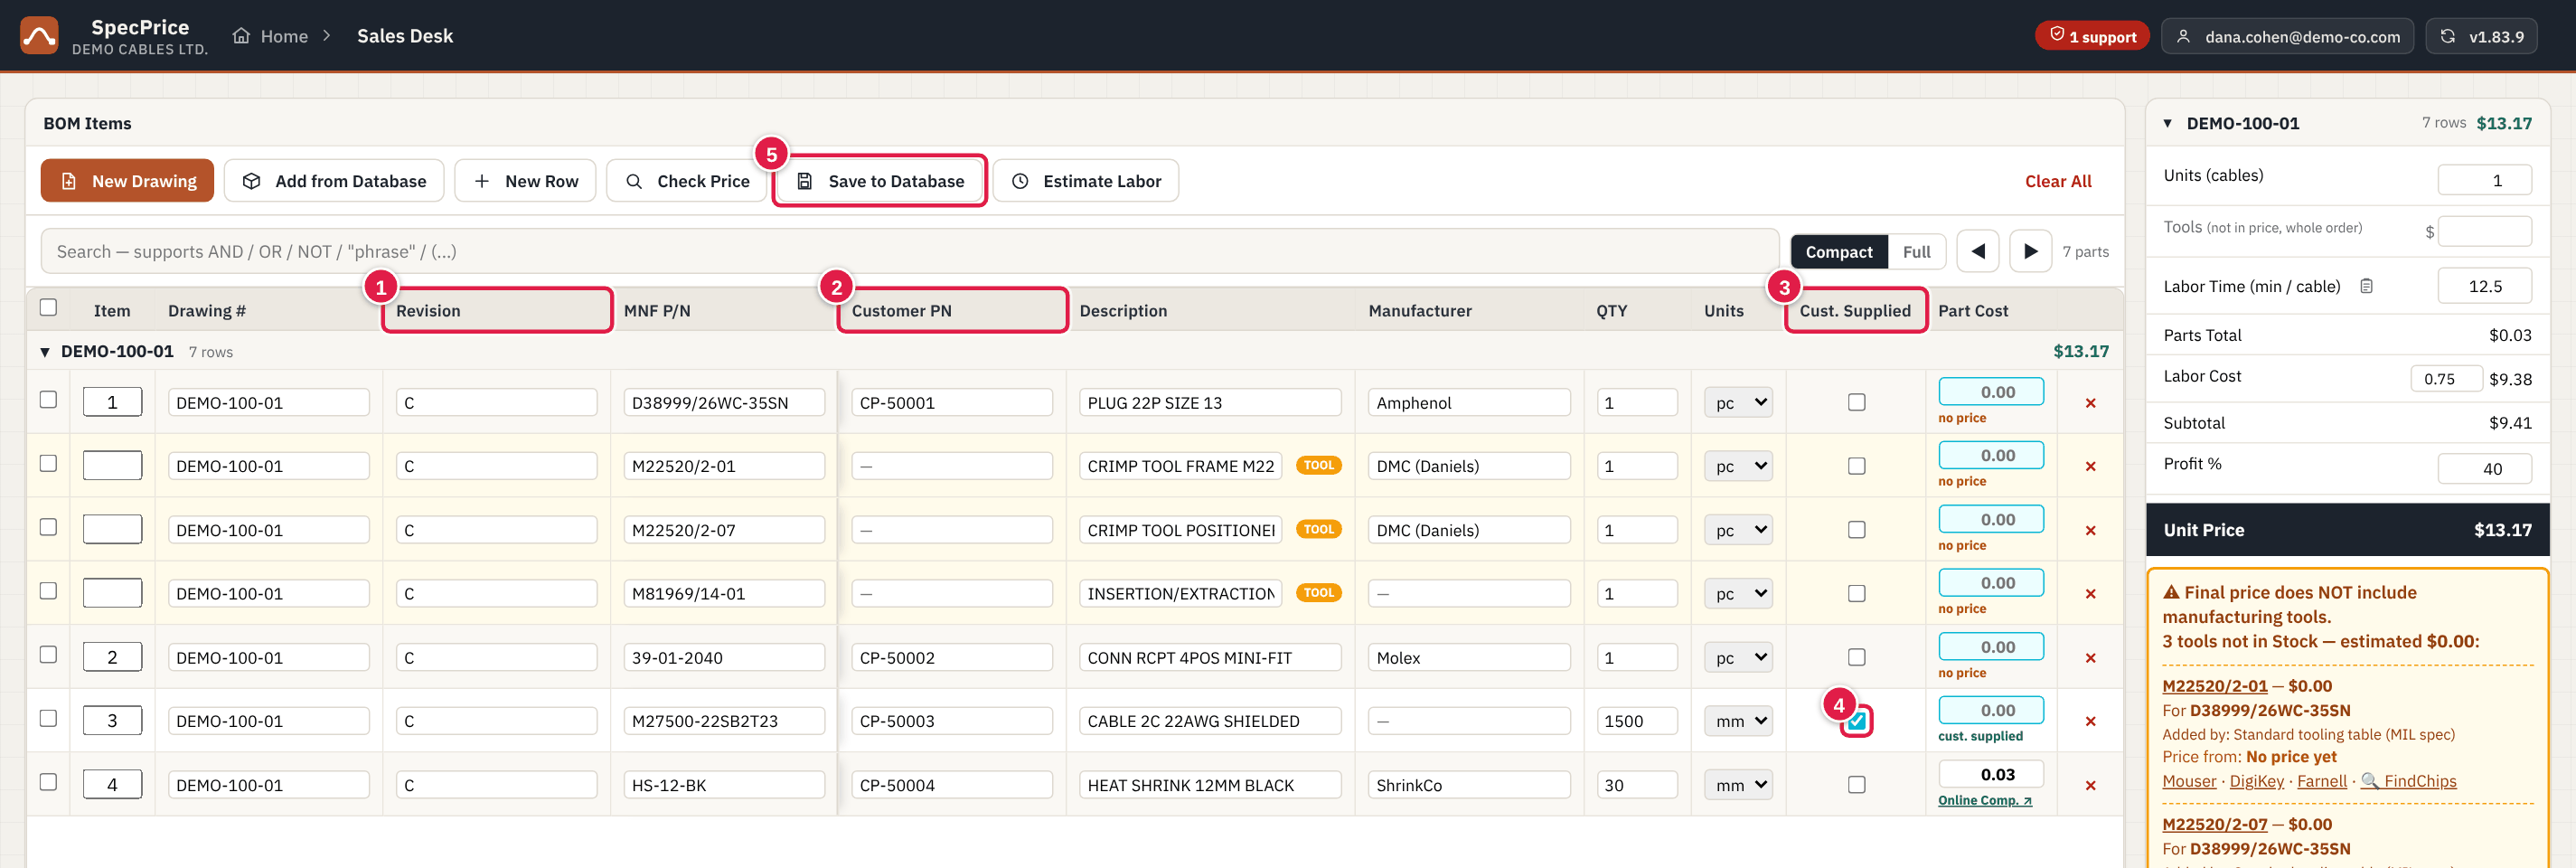 SpecPrice
DEMO CABLES LTD.
Home > Sales Desk
1 support
dana.cohen@demo-co.com
v1.83.9
BOM Items
5
New Drawing
Add from Database
New Row
Check Price
Save to Database
Estimate Labor
Clear All
Search — supports AND / OR / NOT / "phrase" / (...)
Compact Full ◀ ▶ 7 parts
1 2 3
Item Drawing # Revision MNF P/N Customer PN Description Manufacturer QTY Units Cust. Supplied Part Cost
▼ DEMO-100-01 7 rows $13.17
1 DEMO-100-01 C D38999/26WC-35SN CP-50001 PLUG 22P SIZE 13 Amphenol 1 pc 0.00
no price ×
DEMO-100-01 C M22520/2-01 — CRIMP TOOL FRAME M22 TOOL DMC (Daniels) 1 pc 0.00
no price ×
DEMO-100-01 C M22520/2-07 — CRIMP TOOL POSITIONE TOOL DMC (Daniels) 1 pc 0.00
no price ×
DEMO-100-01 C M81969/14-01 — INSERTION/EXTRACTION TOOL — 1 pc 0.00
no price ×
2 DEMO-100-01 C 39-01-2040 CP-50002 CONN RCPT 4POS MINI-FIT Molex 1 pc 0.00
no price ×
4
3 DEMO-100-01 C M27500-22SB2T23 CP-50003 CABLE 2C 22AWG SHIELDED — 1500 mm 0.00
cust. supplied ×
4 DEMO-100-01 C HS-12-BK CP-50004 HEAT SHRINK 12MM BLACK ShrinkCo 30 mm 0.03
Online Comp. ↗ ×
▼ DEMO-100-01 7 rows $13.17
Units (cables) 1
Tools (not in price, whole order) $
Labor Time (min / cable) 12.5
Parts Total $0.03
Labor Cost 0.75 $9.38
Subtotal $9.41
Profit % 40
Unit Price $13.17
⚠ Final price does NOT include
manufacturing tools.
3 tools not in Stock — estimated $0.00:
M22520/2-01 — $0.00
For D38999/26WC-35SN
Added by: Standard tooling table (MIL spec)
Price from: No price yet
Mouser · DigiKey · Farnell · 🔍 FindChips
M22520/2-07 — $0.00
For D38999/26WC-35SN